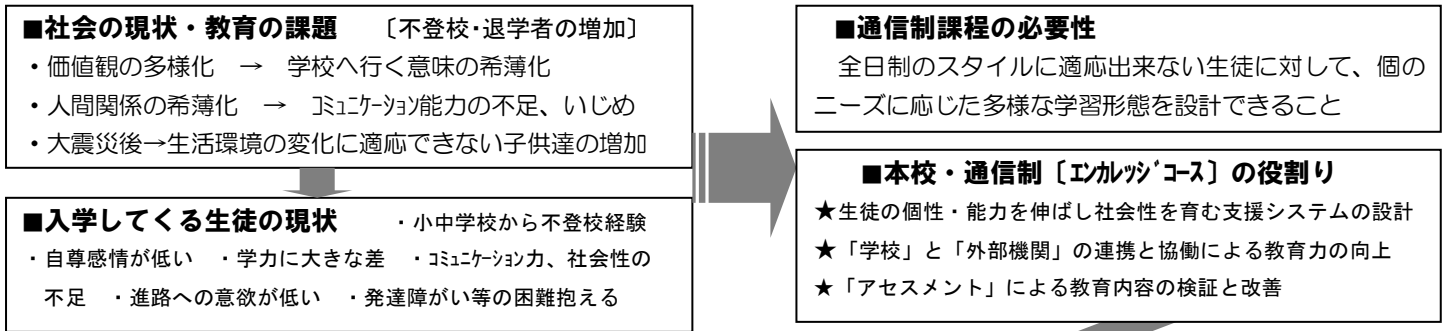 ■社会の現状・教育の課題　〔不登校・退学者の増加〕
・価値観の多様化　→　学校へ行く意味の希薄化
・人間関係の希薄化　→　ｺﾐｭﾆｹｰｼｮﾝ能力の不足、いじめ
・大震災後→生活環境の変化に適応できない子供達の増加
■入学してくる生徒の現状　　・小中学校から不登校経験
・自尊感情が低い　・学力に大きな差　・ｺﾐｭﾆｹｰｼｮﾝ力、社会性の
不足　・進路への意欲が低い　・発達障がい等の困難抱える
■通信制課程の必要性
全日制のスタイルに適応出来ない生徒に対して、個の
ニーズに応じた多様な学習形態を設計できること
■本校・通信制〔ｴﾝｶﾚｯｼﾞｺｰｽ〕の役割り
★生徒の個性・能力を伸ばし社会性を育む支援システムの設計
★「学校」と「外部機関」の連携と協働による教育力の向上
★「アセスメント」による教育内容の検証と改善